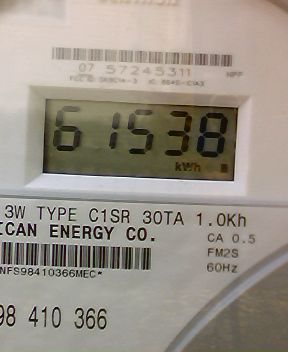 07 57245311 NPF
61538
kWh
3W TYPE C1SR 30TA 1.0Kh
ICAN ENERGY CO. CA 0.5
FM2S
NFS98410366MEC* 60Hz
98 410 366